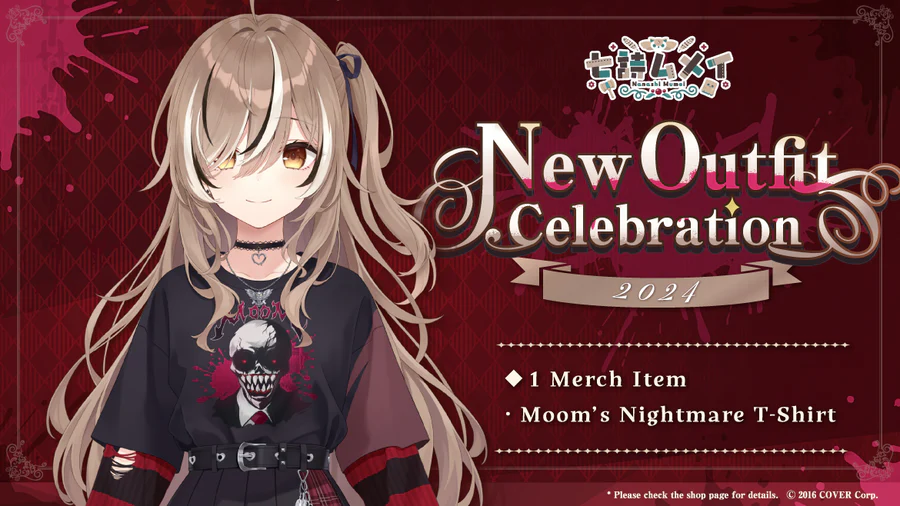 七詩ムメイ
Nanashi Mumei
New Outfit
Celebration
2024
◆1 Merch Item
· Moom's Nightmare T-Shirt
* Please check the shop page for details. © 2016 COVER Corp.